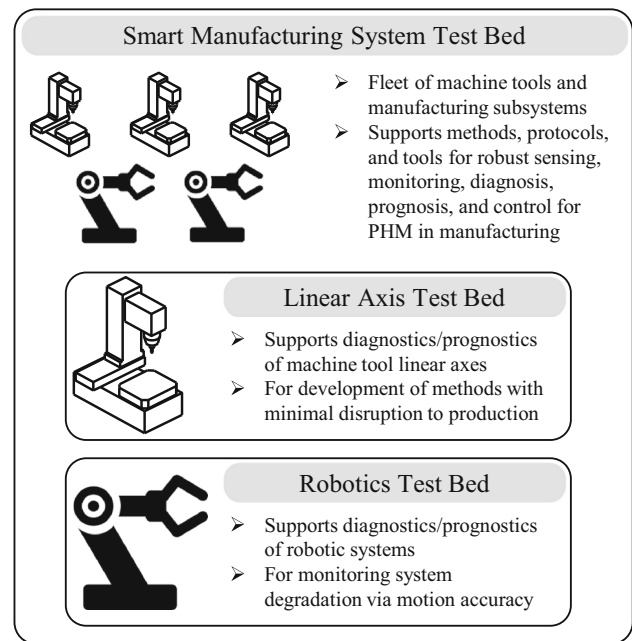 Smart Manufacturing System Test Bed
➤ Fleet of machine tools and
manufacturing subsystems
➤ Supports methods, protocols,
and tools for robust sensing,
monitoring, diagnosis,
prognosis, and control for
PHM in manufacturing
Linear Axis Test Bed
➤ Supports diagnostics/prognostics
of machine tool linear axes
➤ For development of methods with
minimal disruption to production
Robotics Test Bed
➤ Supports diagnostics/prognostics
of robotic systems
➤ For monitoring system
degradation via motion accuracy